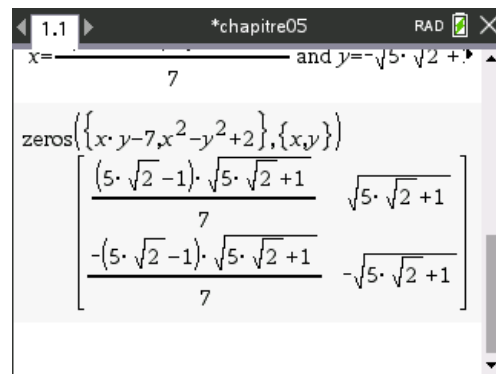 1.1 *chapitre05 RAD
x= and y=-√5·√2+
7
zeros({x·y-7,x²-y²+2},{x,y})
[(5·√2-1)·√(5·√2+1) / 7   √(5·√2+1)]
[-(5·√2-1)·√(5·√2+1) / 7   -√(5·√2+1)]